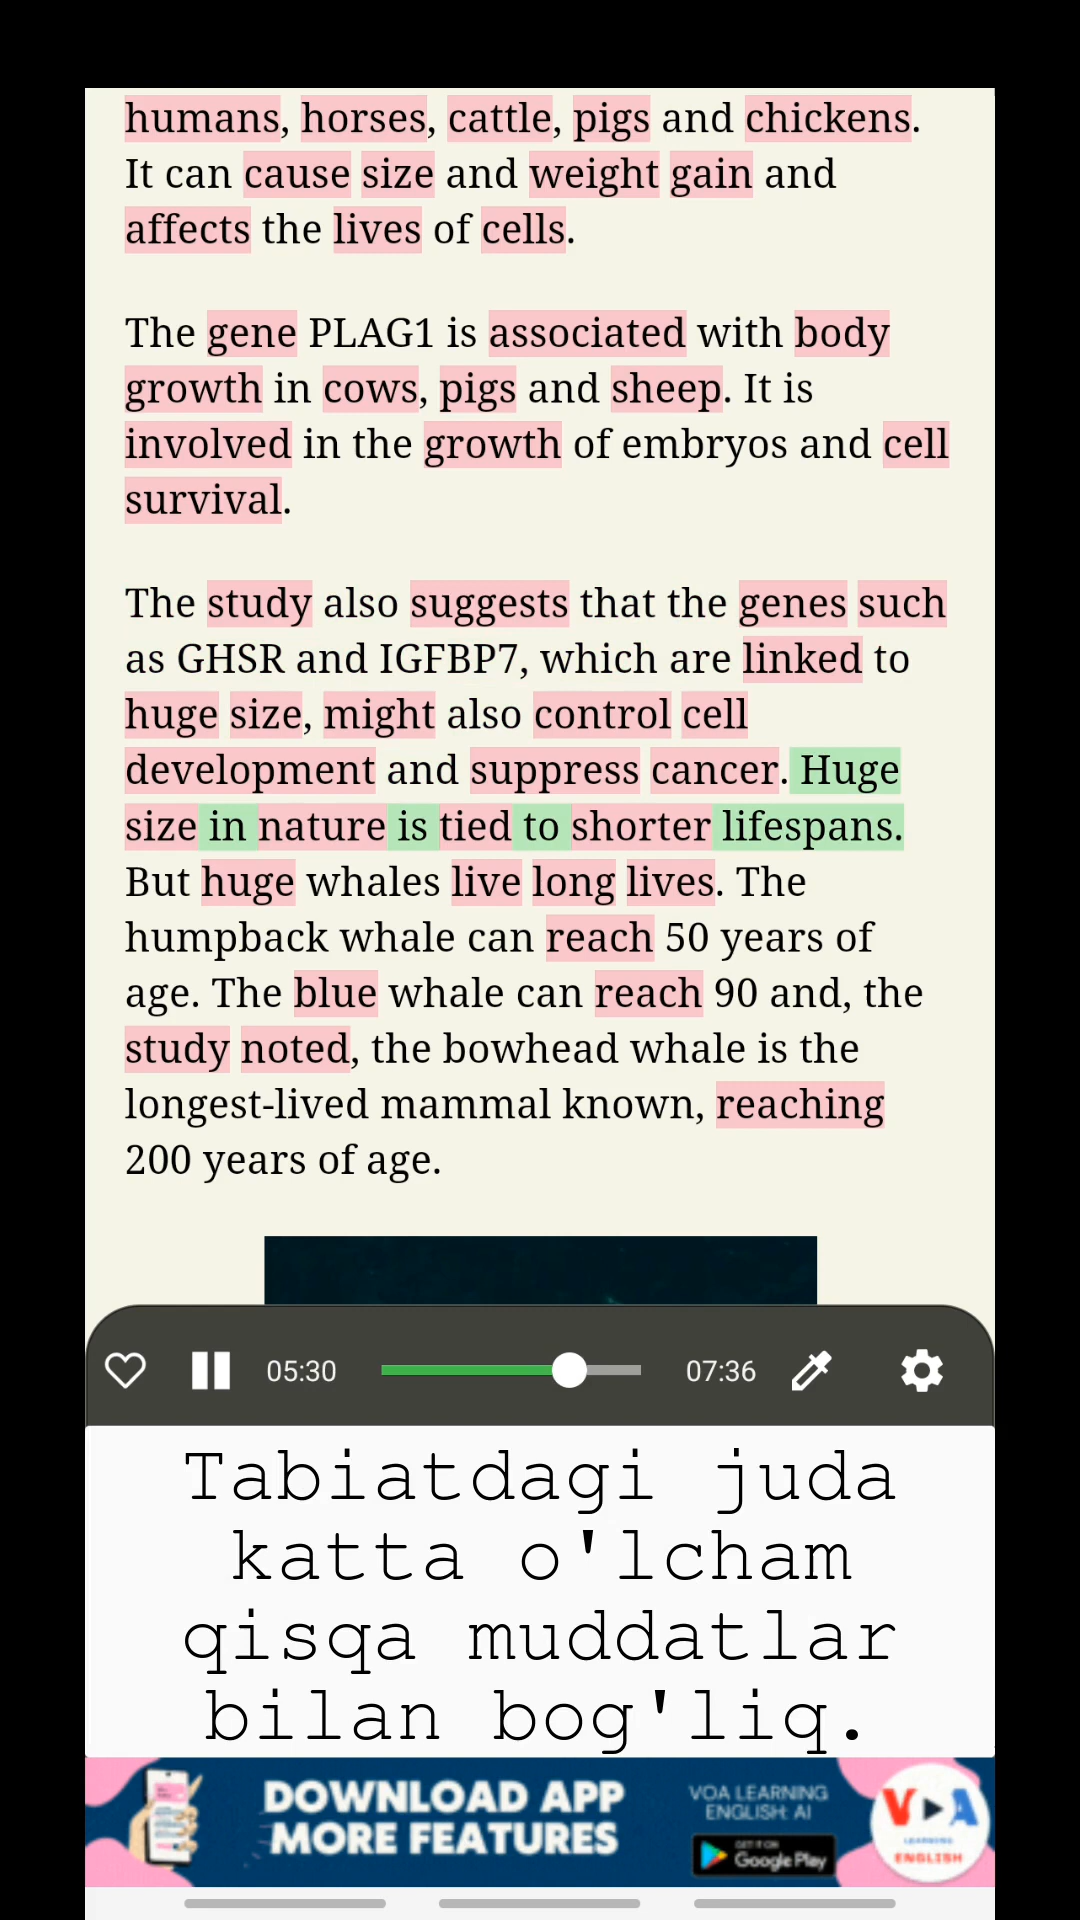 humans, horses, cattle, pigs and chickens.
It can cause size and weight gain and
affects the lives of cells.
The gene PLAG1 is associated with body
growth in cows, pigs and sheep. It is
involved in the growth of embryos and cell
survival.
The study also suggests that the genes such
as GHSR and IGFBP7, which are linked to
huge size, might also control cell
development and suppress cancer. Huge
size in nature is tied to shorter lifespans.
But huge whales live long lives. The
humpback whale can reach 50 years of
age. The blue whale can reach 90 and, the
study noted, the bowhead whale is the
longest-lived mammal known, reaching
200 years of age.
05:30
07:36
Tabiatdagi juda
katta o'lcham
qisqa muddatlar
bilan bog'liq.
DOWNLOAD APP
MORE FEATURES
VOA LEARNING
ENGLISH: AI
GET IT ON
Google Play
VOA
LEARNING
ENGLISH